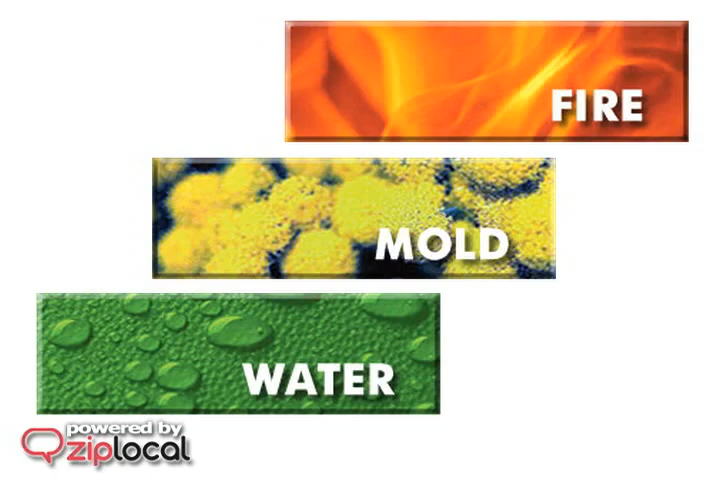 FIRE
MOLD
WATER
powered by
ziplocal